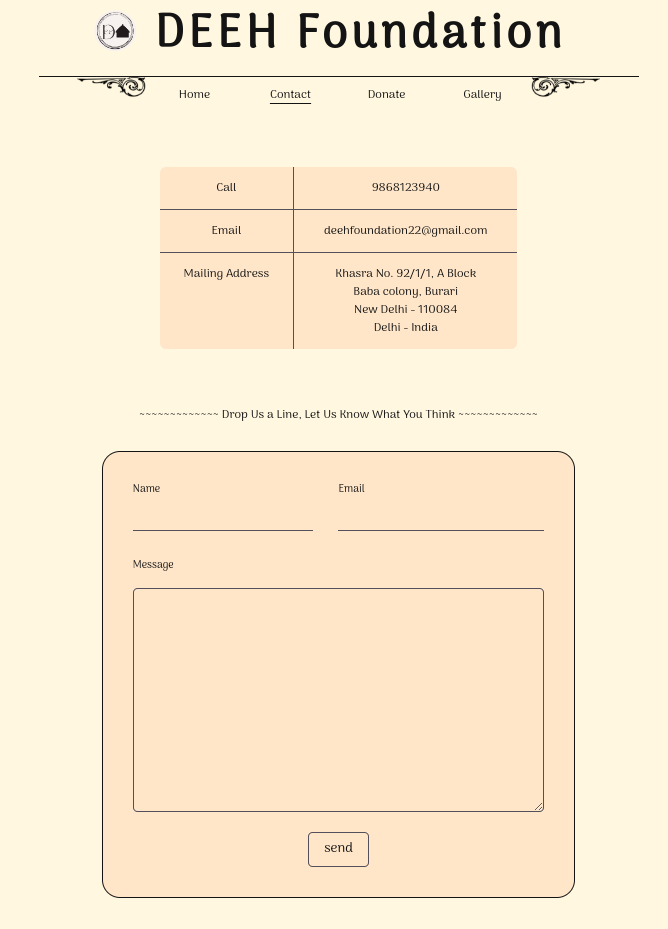 DEEH Foundation
Home Contact Donate Gallery
Call 9868123940
Email deehfoundation22@gmail.com
Mailing Address Khasra No. 92/1/1, A Block
Baba colony, Burari
New Delhi - 110084
Delhi - India
~~~~~~~~~~~~~ Drop Us a Line, Let Us Know What You Think ~~~~~~~~~~~~~
Name Email
Message
send